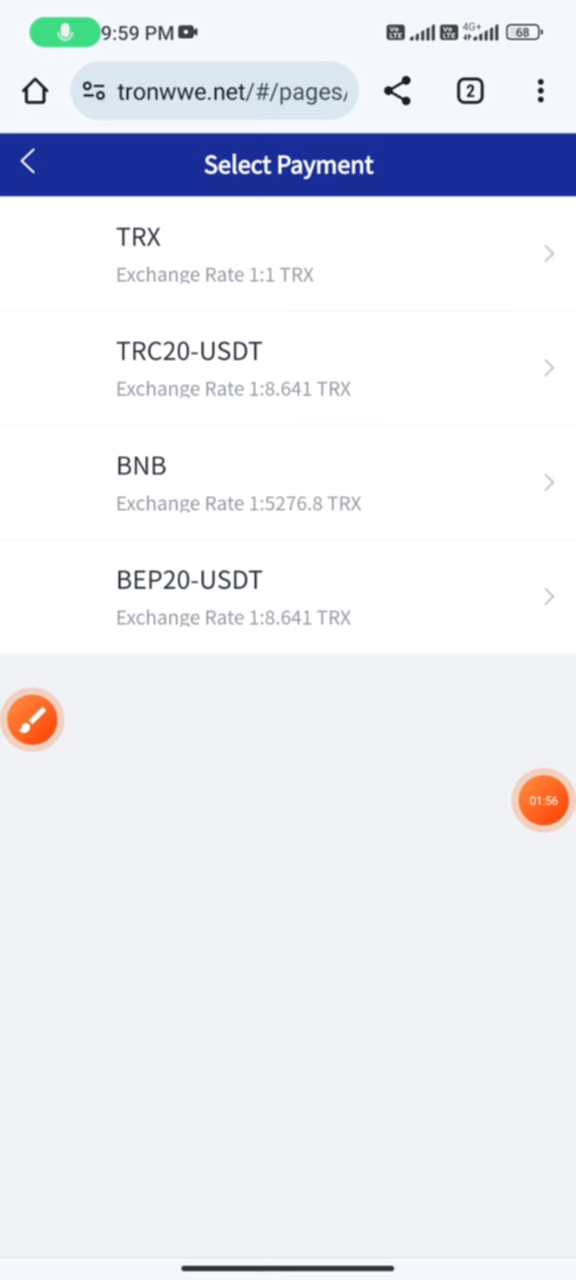 9:59 PM
4G+
68
tronwwe.net/#/pages/
2
Select Payment
TRX
Exchange Rate 1:1 TRX
TRC20-USDT
Exchange Rate 1:8.641 TRX
BNB
Exchange Rate 1:5276.8 TRX
BEP20-USDT
Exchange Rate 1:8.641 TRX
01:56